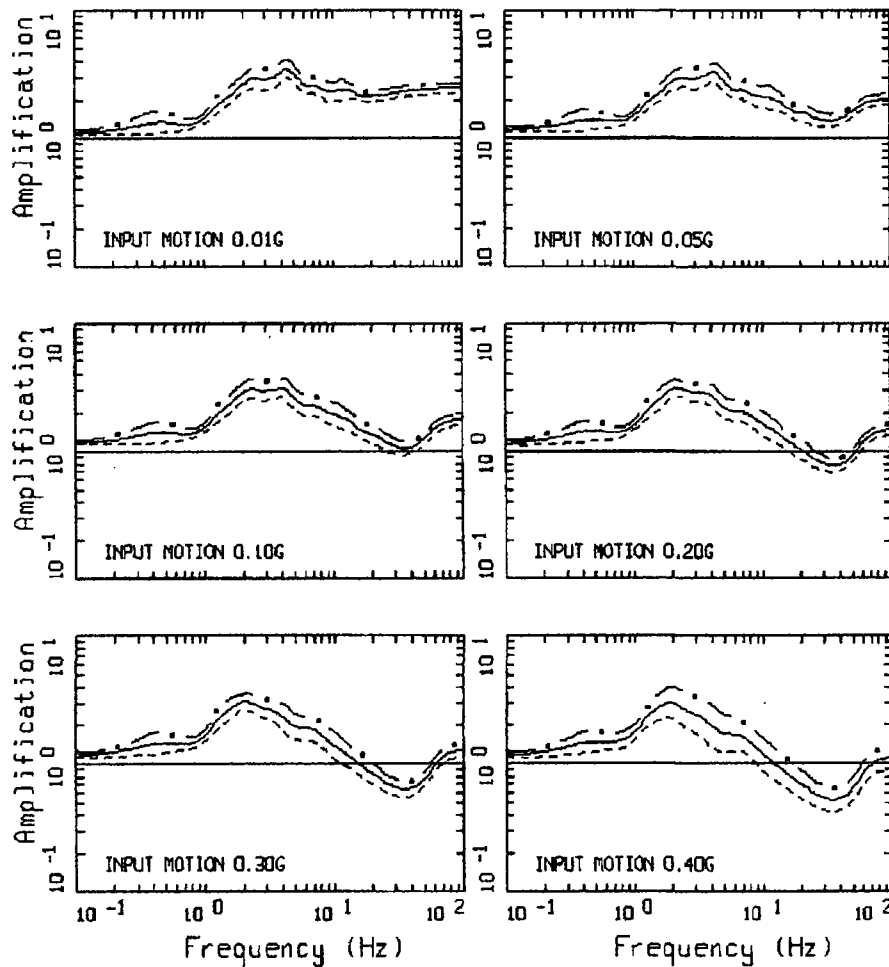 Amplification
10^1
10^0
10^-1
INPUT MOTION 0.01G
10^1
10^0
10^-1
INPUT MOTION 0.05G
Amplification
10^1
10^0
10^-1
INPUT MOTION 0.10G
10^1
10^0
10^-1
INPUT MOTION 0.20G
Amplification
10^1
10^0
10^-1
INPUT MOTION 0.30G
10^1
10^0
10^-1
INPUT MOTION 0.40G
10^-1 10^0 10^1 10^2
10^-1 10^0 10^1 10^2
Frequency (Hz)
Frequency (Hz)